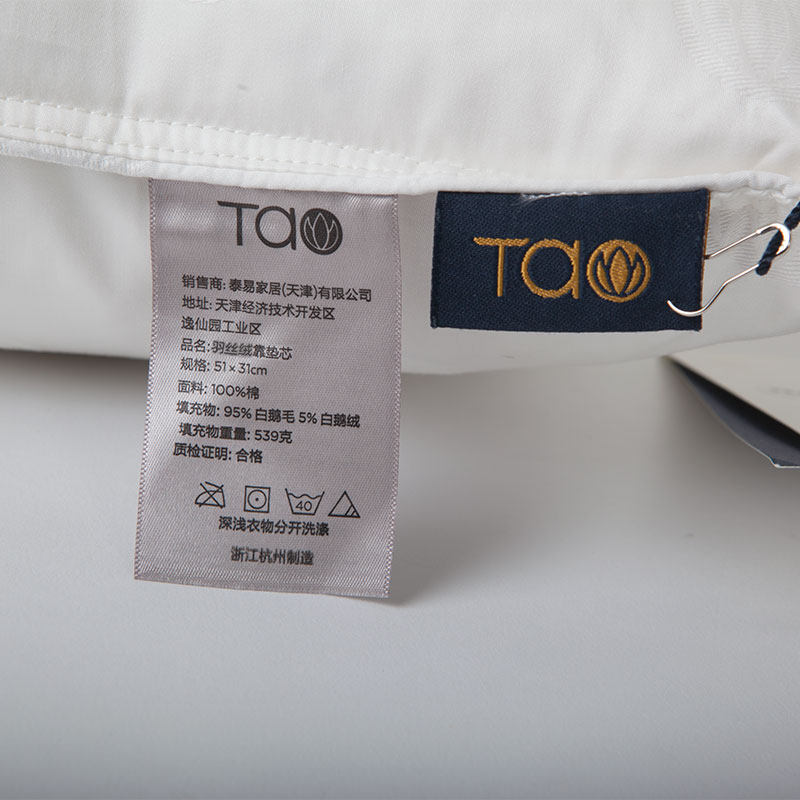 Tao
销售商: 泰易家居(天津)有限公司
地址: 天津经济技术开发区
逸仙园工业区
品名: 羽丝绒靠垫芯
规格: 51×31cm
面料: 100%棉
填充物: 95% 白鹅毛 5% 白鹅绒
填充物重量: 539克
质检证明: 合格
40
深浅衣物分开洗涤
浙江杭州制造
Tao